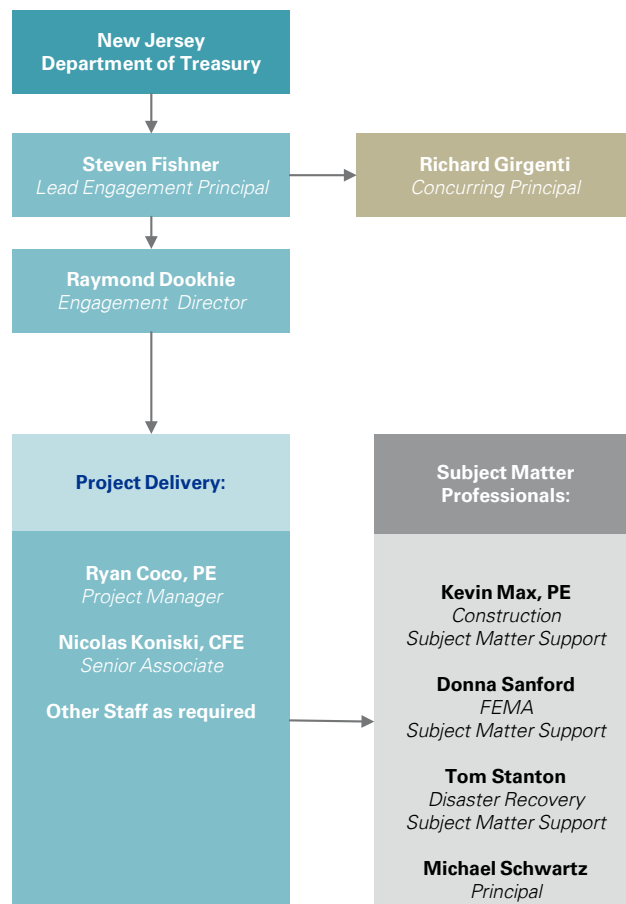 New Jersey
Department of Treasury
Steven Fishner
Lead Engagement Principal
Richard Girgenti
Concurring Principal
Raymond Dookhie
Engagement Director
Project Delivery:
Ryan Coco, PE
Project Manager
Nicolas Koniski, CFE
Senior Associate
Other Staff as required
Subject Matter
Professionals:
Kevin Max, PE
Construction
Subject Matter Support
Donna Sanford
FEMA
Subject Matter Support
Tom Stanton
Disaster Recovery
Subject Matter Support
Michael Schwartz
Principal